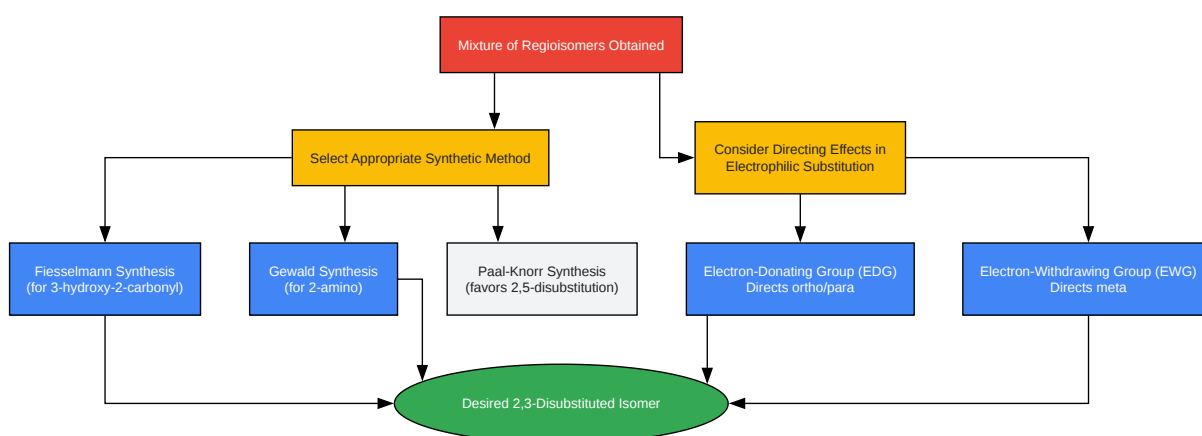 Mixture of Regioisomers Obtained
Select Appropriate Synthetic Method
Consider Directing Effects in
Electrophilic Substitution
Fiesselmann Synthesis
(for 3-hydroxy-2-carbonyl)
Gewald Synthesis
(for 2-amino)
Paal-Knorr Synthesis
(favors 2,5-disubstitution)
Electron-Donating Group (EDG)
Directs ortho/para
Electron-Withdrawing Group (EWG)
Directs meta
Desired 2,3-Disubstituted Isomer